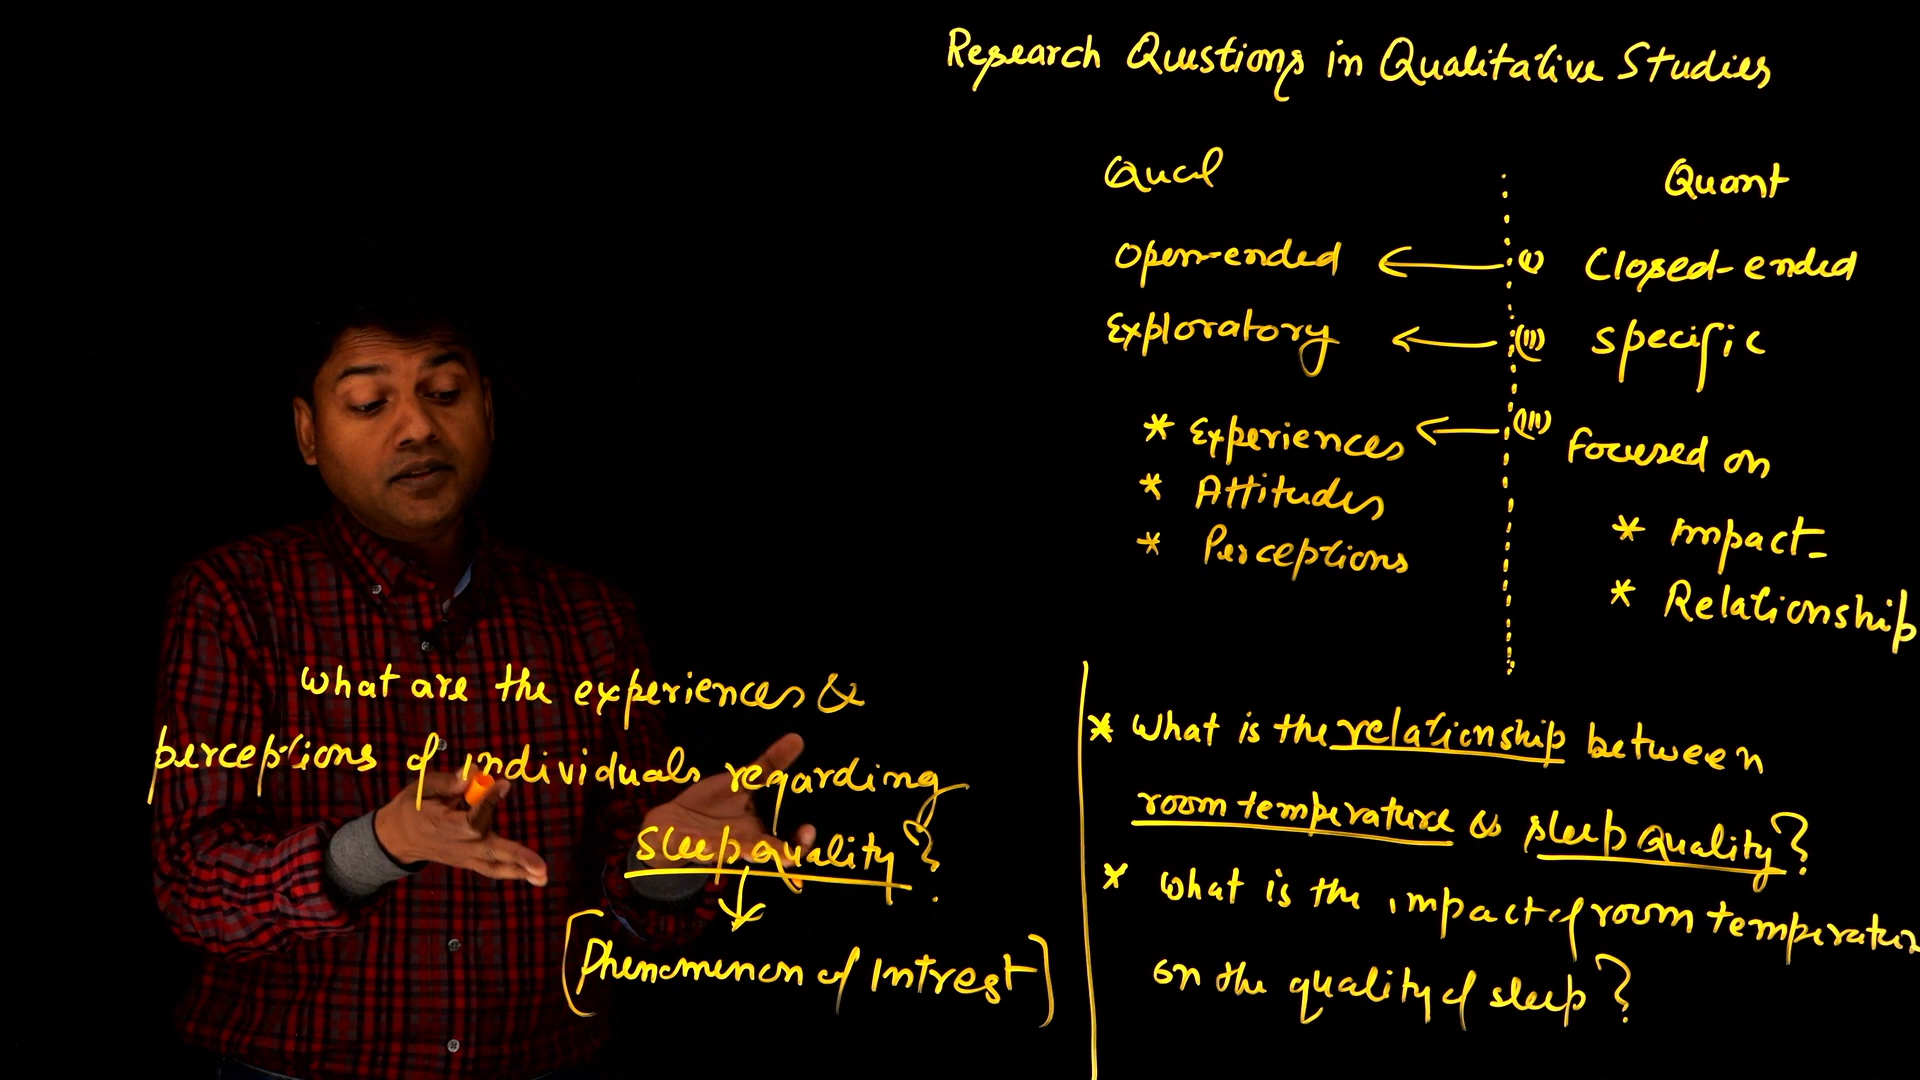 Research Questions in Qualitative Studies
Qual
Quant
Open-ended
(i) Closed-ended
Exploratory
(ii) Specific
* Experiences
(iii) Focused on
* Attitudes
* Perceptions
* Impact
* Relationship
What are the experiences &
perceptions of individuals regarding
sleep quality?
[Phenomenon of Intrest]
* What is the relationship between
room temperature & sleep Quality?
* What is the impact of room temperature
on the quality of sleep?